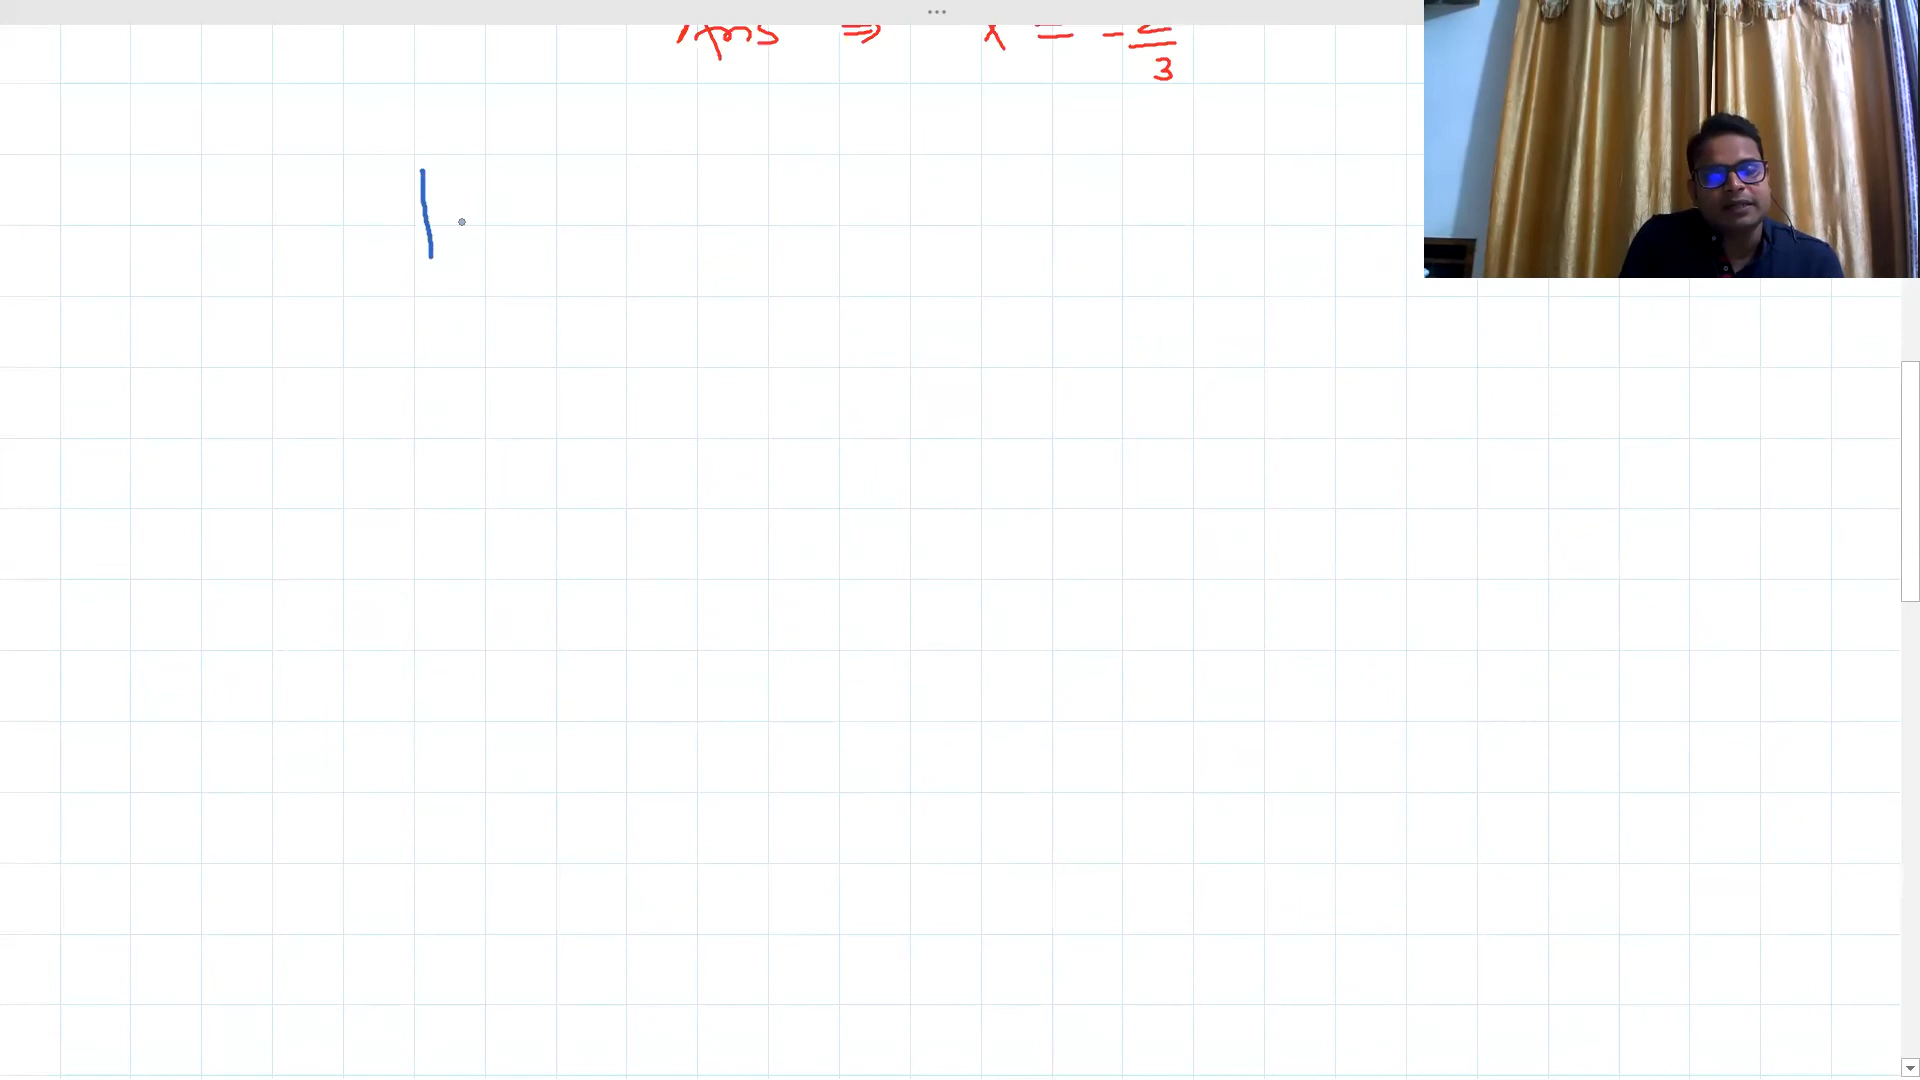 Ans ⇒ x = -2/3